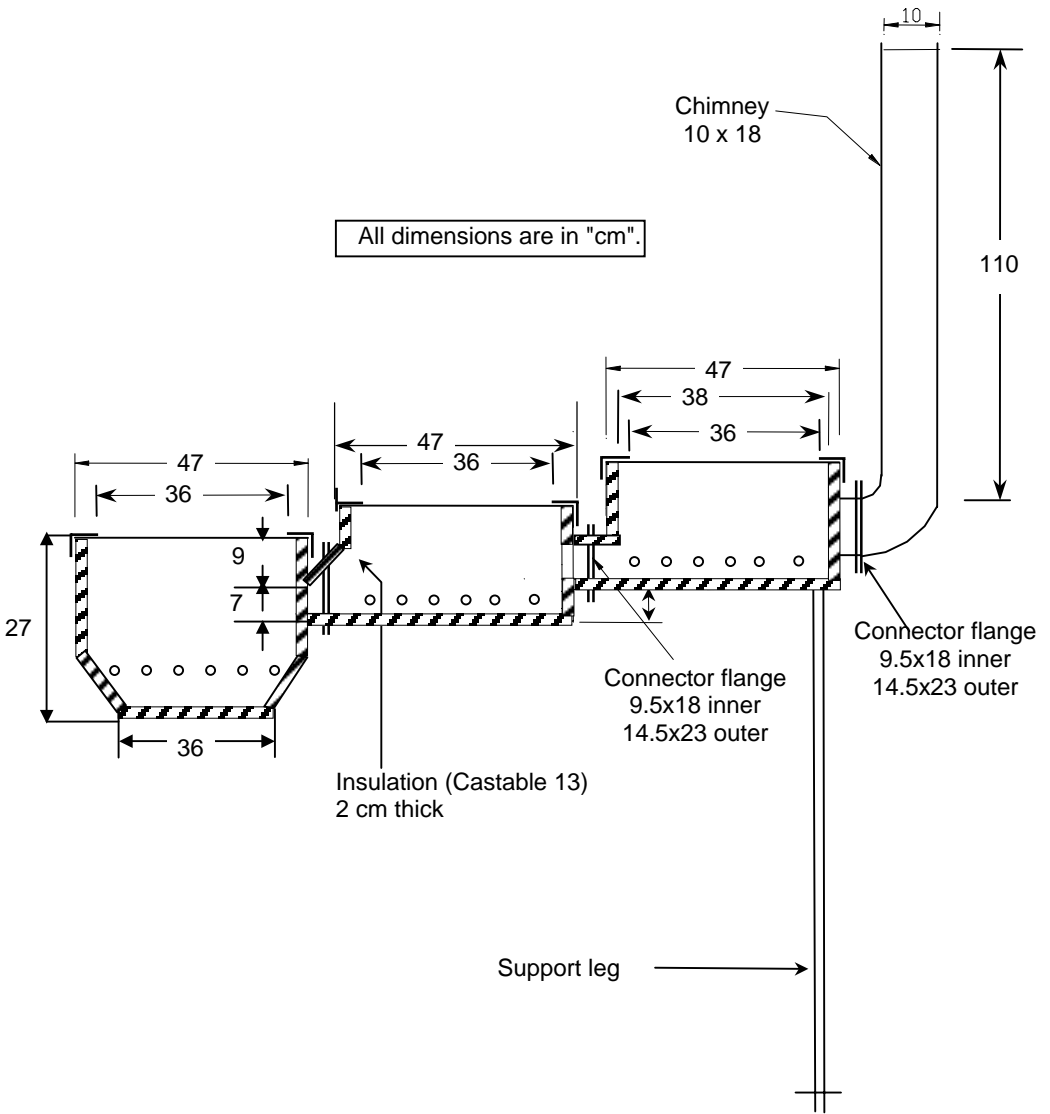 10
Chimney
10 x 18
All dimensions are in "cm".
110
47
38
36
47
36
47
36
9
7
27
36
Connector flange
9.5x18 inner
14.5x23 outer
Connector flange
9.5x18 inner
14.5x23 outer
Insulation (Castable 13)
2 cm thick
Support leg